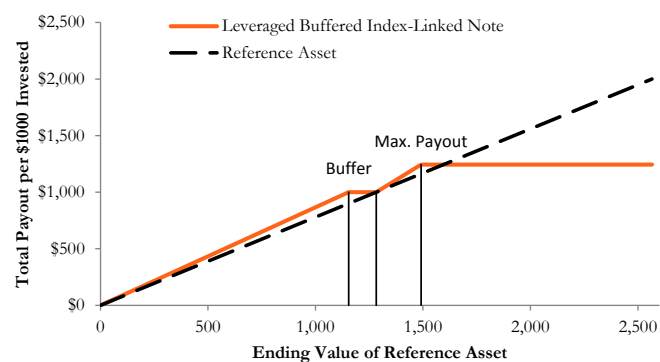 $2,500
Leveraged Buffered Index-Linked Note
Reference Asset
$2,000
$1,500
Max. Payout
Buffer
$1,000
$500
$0
Total Payout per $1000 Invested
0
500
1,000
1,500
2,000
2,500
Ending Value of Reference Asset